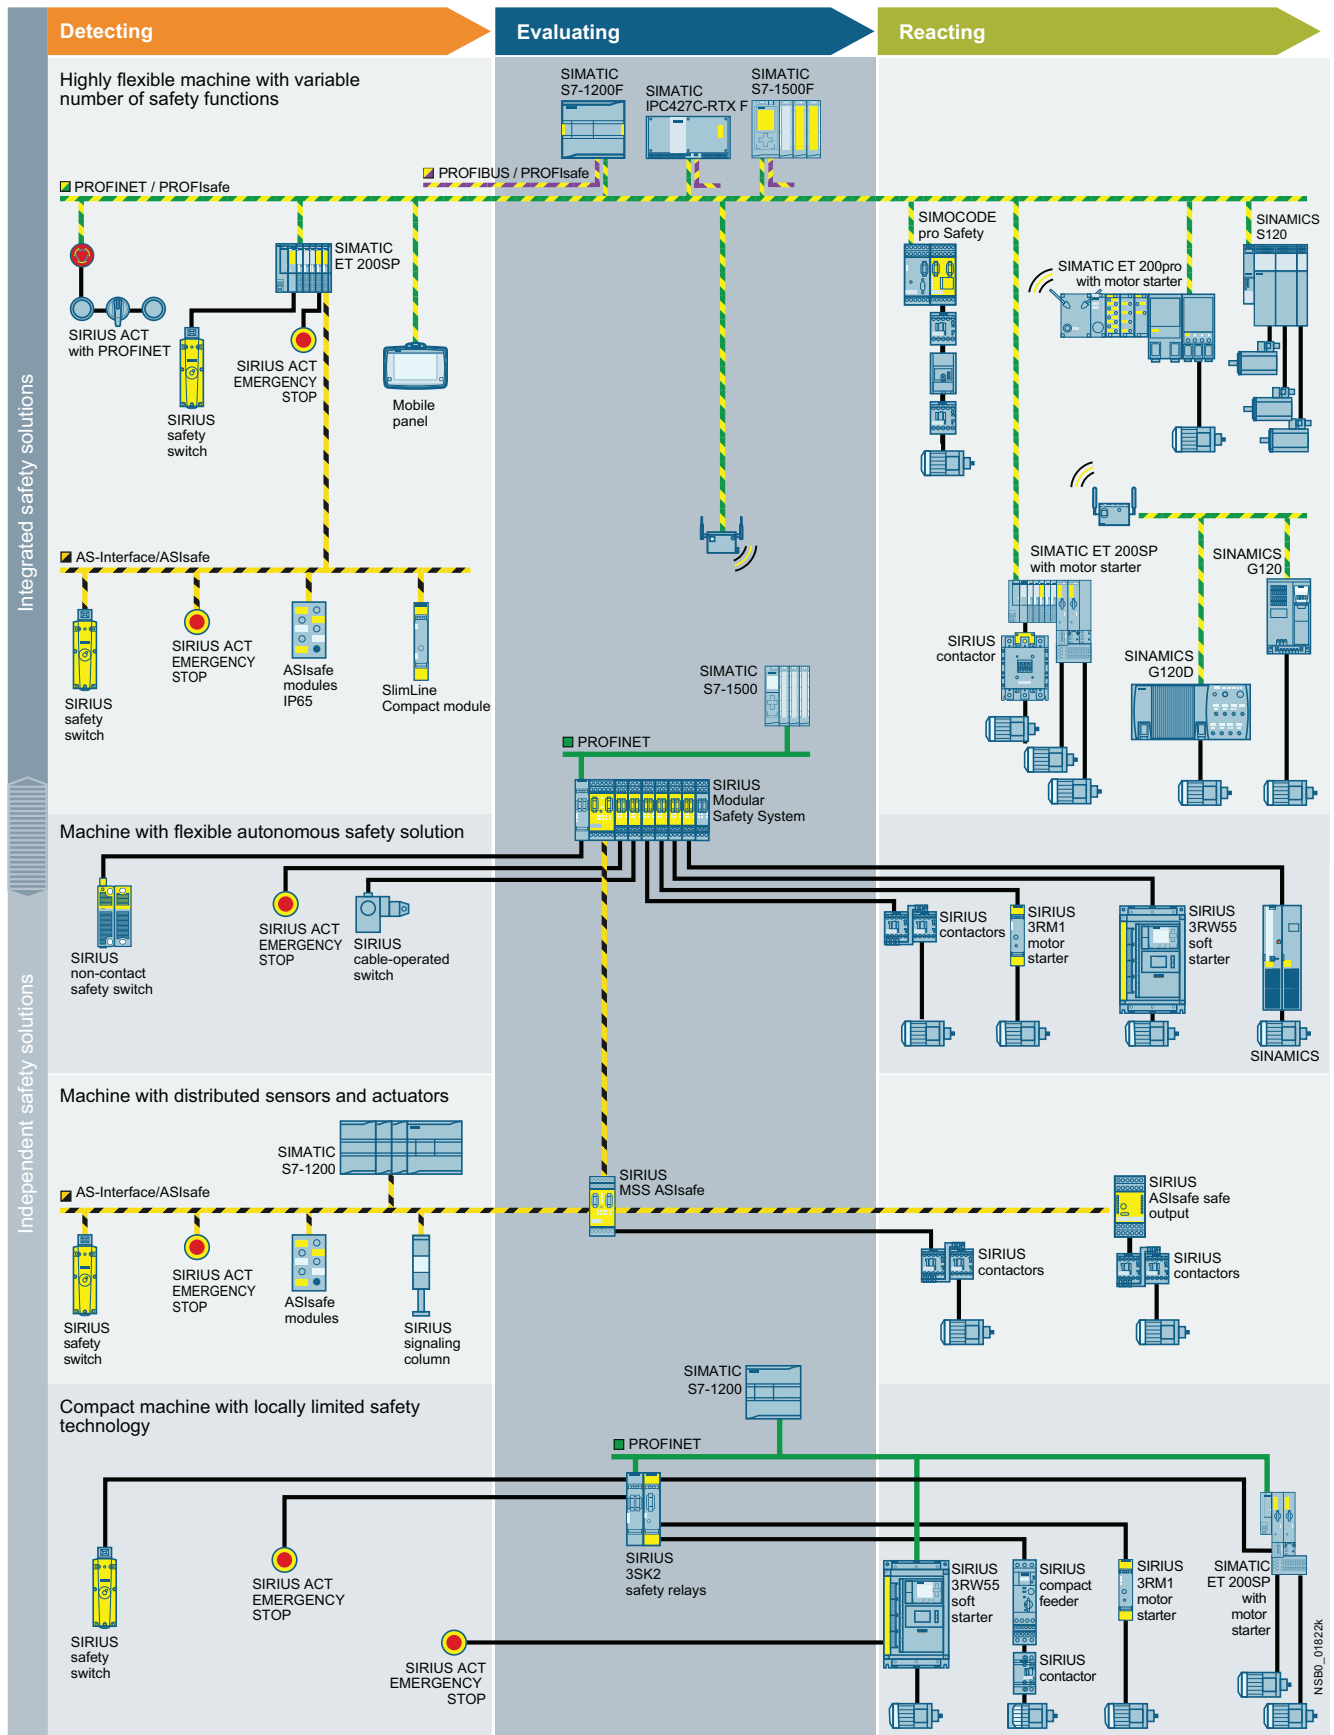 Detecting
Evaluating
Reacting
Integrated safety solutions
Independent safety solutions
Highly flexible machine with variable
number of safety functions
SIMATIC
S7-1200F
SIMATIC
IPC427C-RTX F
SIMATIC
S7-1500F
PROFIBUS / PROFIsafe
PROFINET / PROFIsafe
SIRIUS ACT
with PROFINET
SIMATIC
ET 200SP
SIRIUS
safety
switch
SIRIUS ACT
EMERGENCY
STOP
Mobile
panel
SIMOCODE
pro Safety
SIMATIC ET 200pro
with motor starter
SINAMICS
S120
AS-Interface/ASIsafe
SIRIUS
safety
switch
SIRIUS ACT
EMERGENCY
STOP
ASIsafe
modules
IP65
SlimLine
Compact module
SIMATIC ET 200SP
with motor starter
SIRIUS
contactor
SINAMICS
G120
SINAMICS
G120D
SIMATIC
S7-1500
PROFINET
SIRIUS
Modular
Safety System
Machine with flexible autonomous safety solution
SIRIUS
non-contact
safety switch
SIRIUS ACT
EMERGENCY
STOP
SIRIUS
cable-operated
switch
SIRIUS
contactors
SIRIUS
3RM1
motor
starter
SIRIUS
3RW55
soft
starter
SINAMICS
Machine with distributed sensors and actuators
SIMATIC
S7-1200
AS-Interface/ASIsafe
SIRIUS
safety
switch
SIRIUS ACT
EMERGENCY
STOP
ASIsafe
modules
SIRIUS
signaling
column
SIRIUS
MSS ASIsafe
SIRIUS
contactors
SIRIUS
ASIsafe safe
output
SIRIUS
contactors
Compact machine with locally limited safety
technology
SIMATIC
S7-1200
PROFINET
SIRIUS
safety
switch
SIRIUS ACT
EMERGENCY
STOP
SIRIUS ACT
EMERGENCY
STOP
SIRIUS
3SK2
safety relays
SIRIUS
3RW55
soft
starter
SIRIUS
compact
feeder
SIRIUS
contactor
SIRIUS
3RM1
motor
starter
SIMATIC
ET 200SP
with
motor
starter
NSB0_01822k